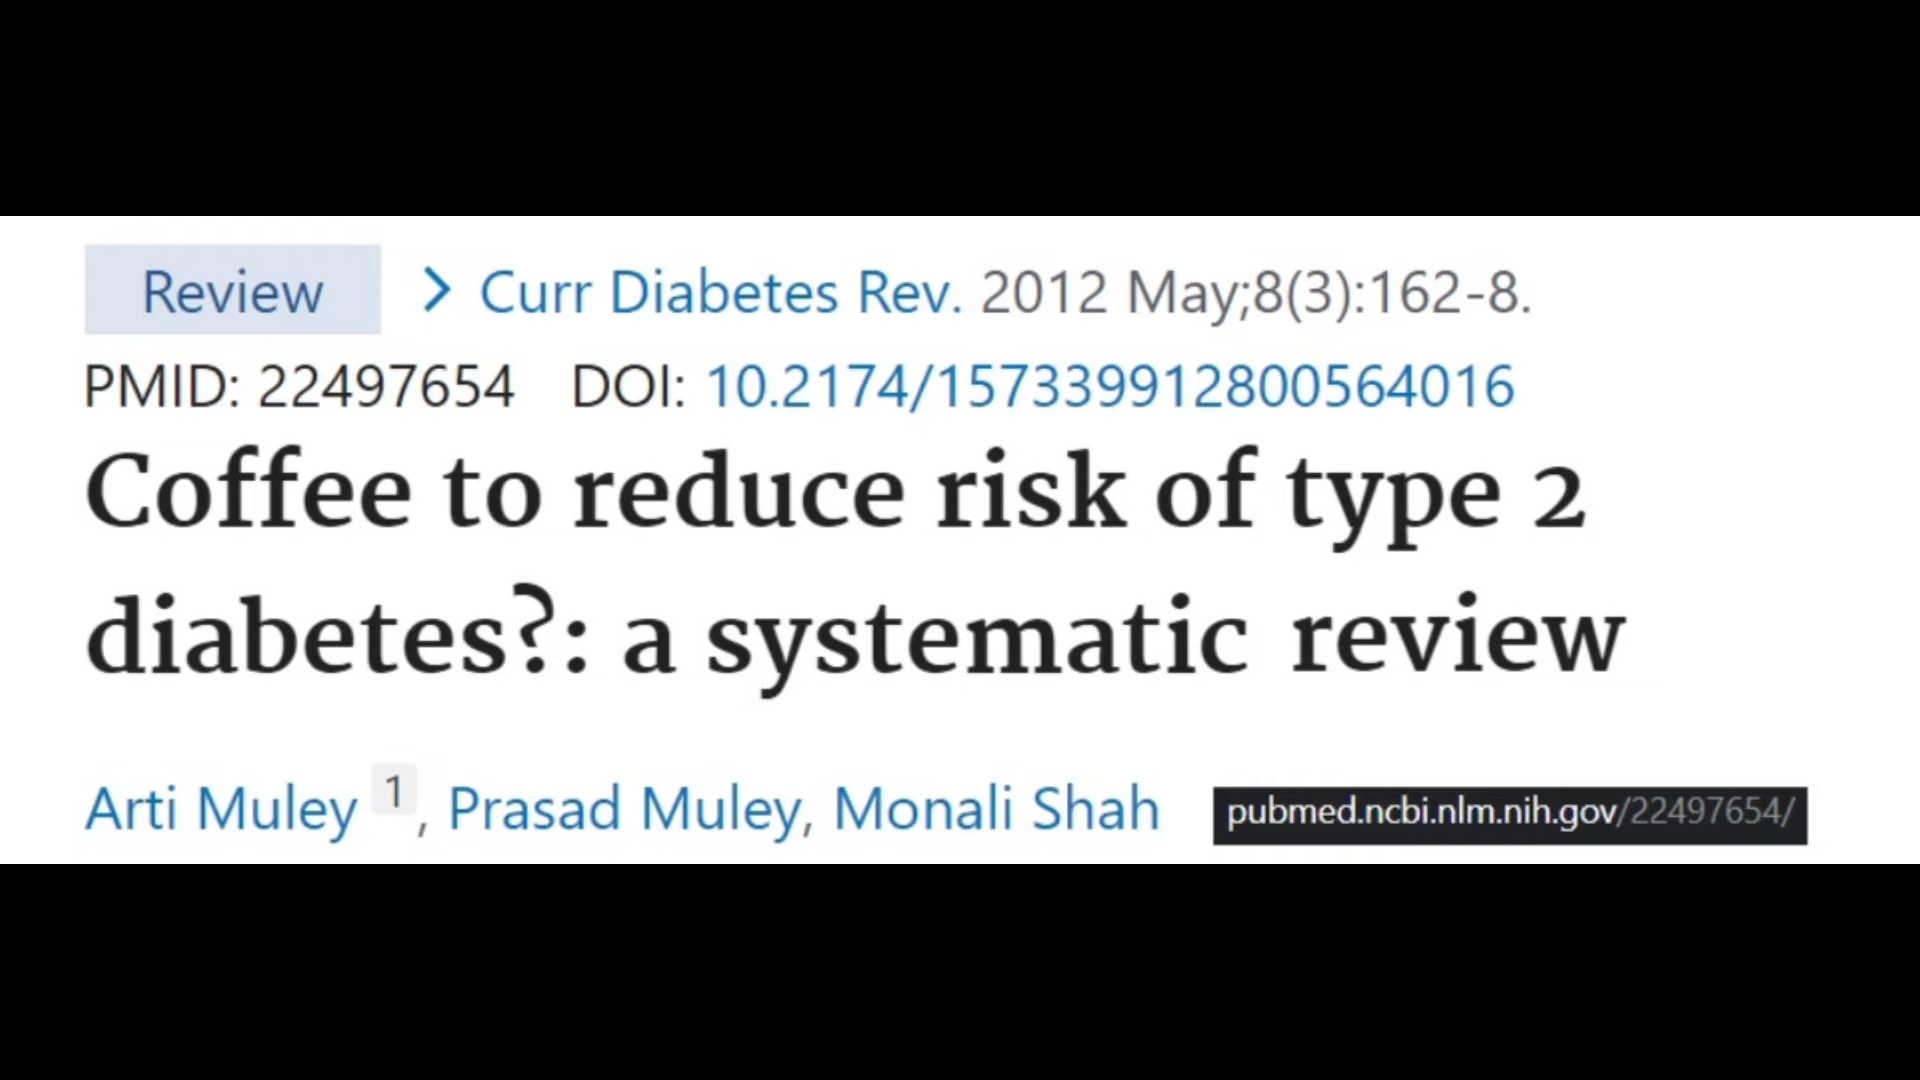 Review > Curr Diabetes Rev. 2012 May;8(3):162-8.
PMID: 22497654 DOI: 10.2174/157339912800564016
Coffee to reduce risk of type 2
diabetes?: a systematic review
Arti Muley 1, Prasad Muley, Monali Shah pubmed.ncbi.nlm.nih.gov/22497654/